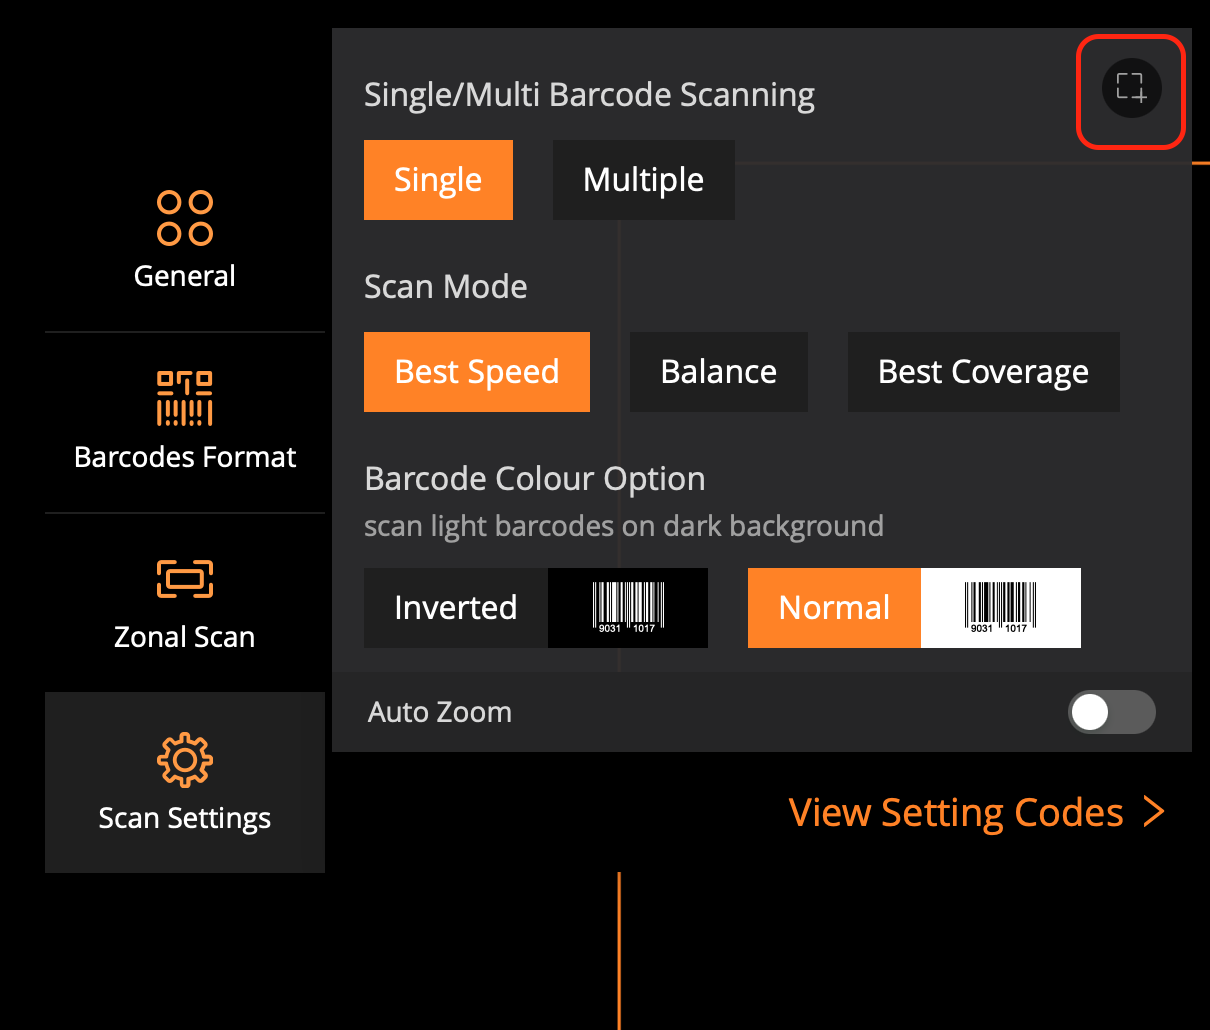 Single/Multi Barcode Scanning
Single
Multiple
General
Scan Mode
Best Speed
Balance
Best Coverage
Barcodes Format
Barcode Colour Option
scan light barcodes on dark background
Inverted
9031 1017
Normal
9031 1017
Zonal Scan
Auto Zoom
Scan Settings
View Setting Codes >